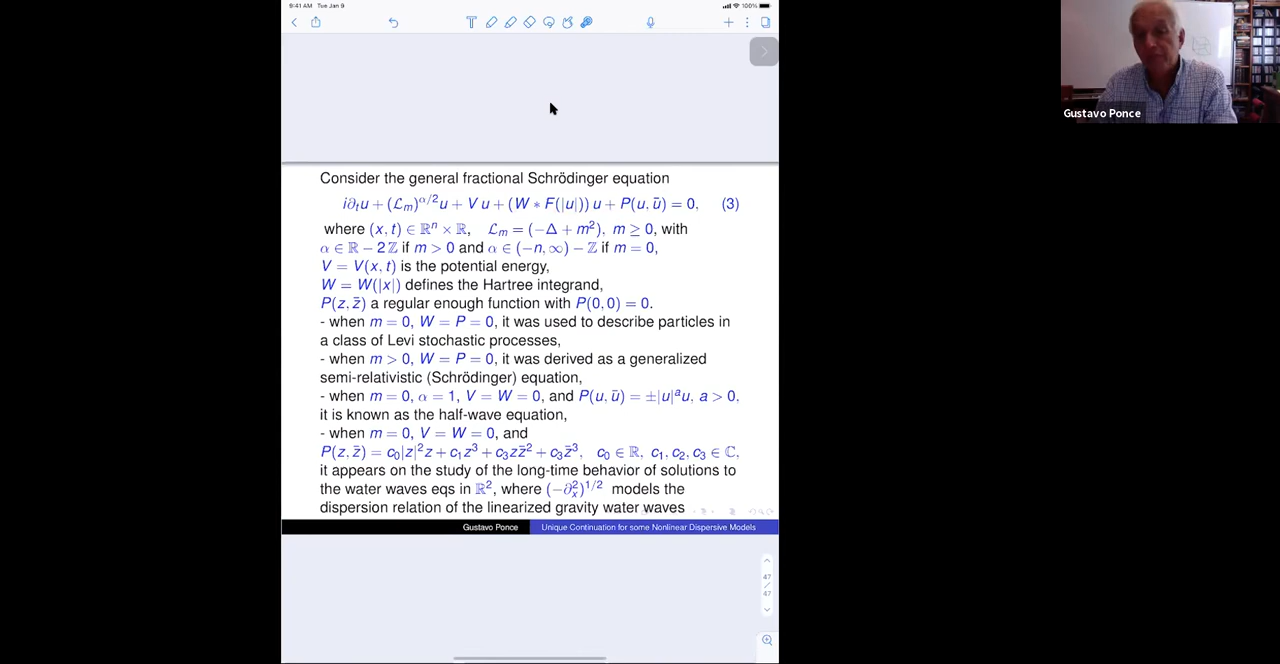 9:41 AM Tue Jan 9
100%
Gustavo Ponce
Consider the general fractional Schrödinger equation
i∂ₜu + (ℒₘ)^{α/2}u + V u + (W ∗ F(|u|)) u + P(u, ū) = 0, (3)
where (x, t) ∈ ℝⁿ × ℝ, ℒₘ = (−Δ + m²), m ≥ 0, with
α ∈ ℝ − 2 ℤ if m > 0 and α ∈ (−n, ∞) − ℤ if m = 0,
V = V(x, t) is the potential energy,
W = W(|x|) defines the Hartree integrand,
P(z, z̄) a regular enough function with P(0, 0) = 0.
- when m = 0, W = P = 0, it was used to describe particles in
a class of Levi stochastic processes,
- when m > 0, W = P = 0, it was derived as a generalized
semi-relativistic (Schrödinger) equation,
- when m = 0, α = 1, V = W = 0, and P(u, ū) = ±|u|ᵃu, a > 0,
it is known as the half-wave equation,
- when m = 0, V = W = 0, and
P(z, z̄) = c₀|z|²z + c₁z³ + c₃zz̄² + c₃z̄³, c₀ ∈ ℝ, c₁, c₂, c₃ ∈ ℂ,
it appears on the study of the long-time behavior of solutions to
the water waves eqs in ℝ², where (−∂ₓ²)^{1/2} models the
dispersion relation of the linearized gravity water waves
Gustavo Ponce Unique Continuation for some Nonlinear Dispersive Models
47
/
47